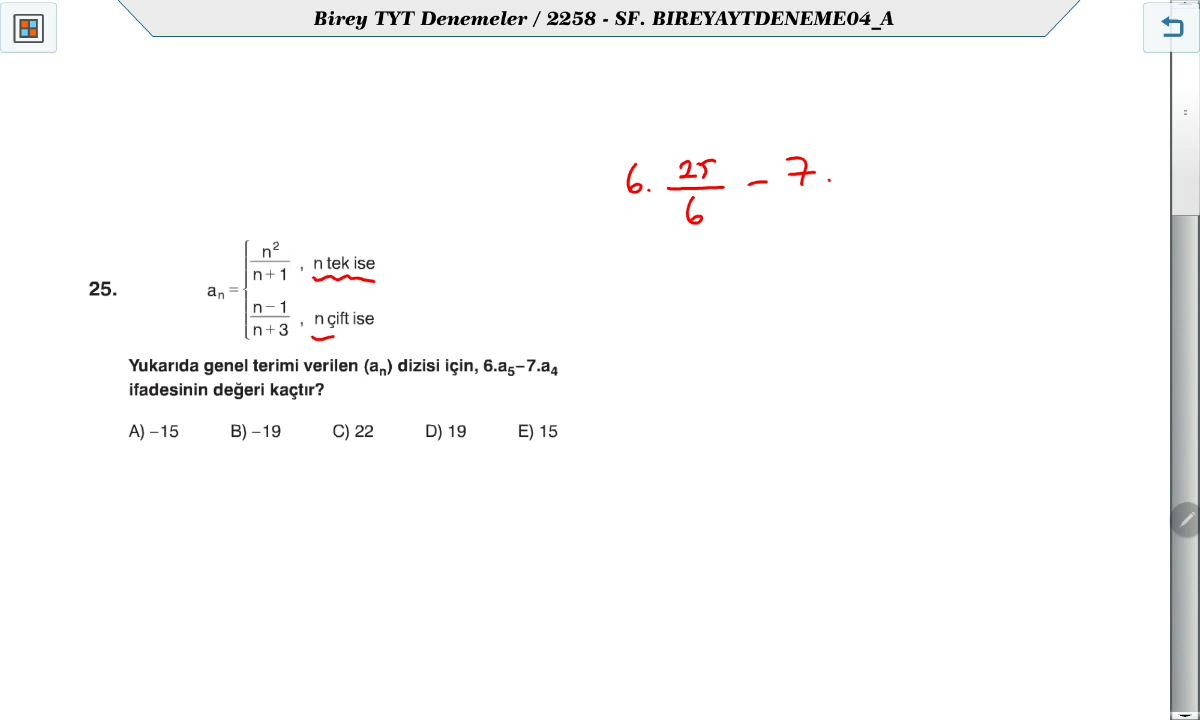 Birey TYT Denemeler / 2258 - SF. BIREYAYTDENEME04_A
6. 25/6 - 7.
25. aₙ = { n²/n+1 , n tek ise
n-1/n+3 , n çift ise
Yukarıda genel terimi verilen (aₙ) dizisi için, 6.a₅-7.a₄
ifadesinin değeri kaçtır?
A) -15 B) -19 C) 22 D) 19 E) 15